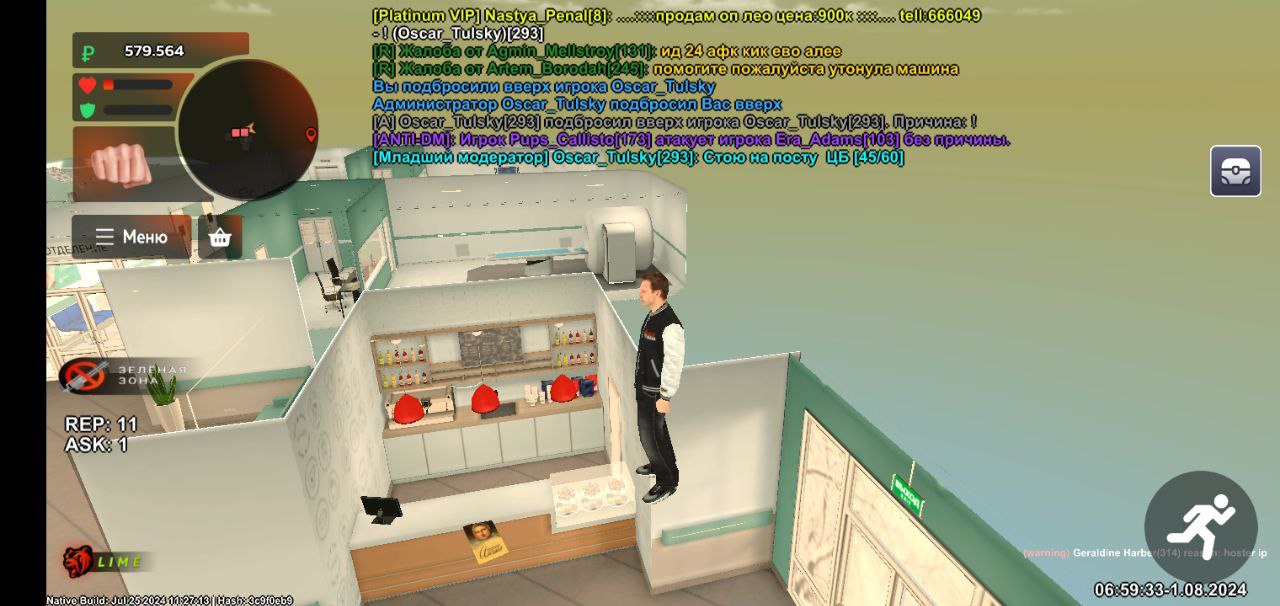 [Platinum VIP] Nastya_Penal[8]: ....::::продам оп лео цена:900к ::::.... tell:666049
- ! (Oscar_Tulsky)[293]
[R] Жалоба от Agmin_Mellstroy[131]: ид 24 афк кик ево алее
[R] Жалоба от Artem_Borodah[245]: помогите пожалуйста утонула машина
Вы подбросили вверх игрока Oscar_Tulsky
Администратор Oscar_Tulsky подбросил Вас вверх
[A] Oscar_Tulsky[293] подбросил вверх игрока Oscar_Tulsky[293]. Причина: !
[ANTI-DM]: Игрок Pups_Callisto[173] атакует игрока Era_Adams[103] без причины.
[Младший модератор] Oscar_Tulsky[293]: Стою на посту ЦБ [45/60]
579.564
Меню
ОТДЕЛЕНИЕ
ЗЕЛЕНАЯ
ЗОНА
REP: 11
ASK: 1
ВЫХОД
LIME
(warning) Geraldine Harber(314) reason: hoster ip
06:59:33-1.08.2024
Native Build: Jul 25 2024 11:27:13 | Hash: 3c9f0eb9